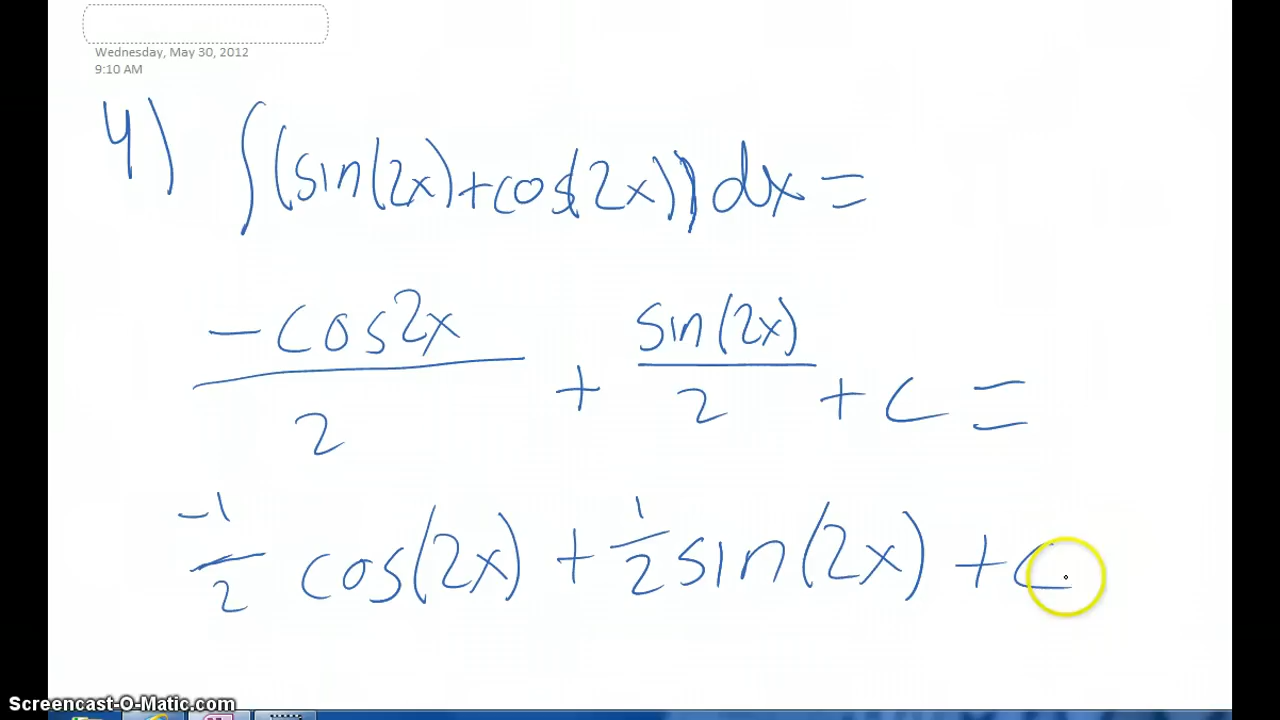 Wednesday, May 30, 2012
9:10 AM
4) ∫(sin(2x)+cos(2x))dx=
-cos2x/2 + sin(2x)/2 + c =
-1/2 cos(2x) + 1/2 sin(2x) + c
Screencast-O-Matic.com